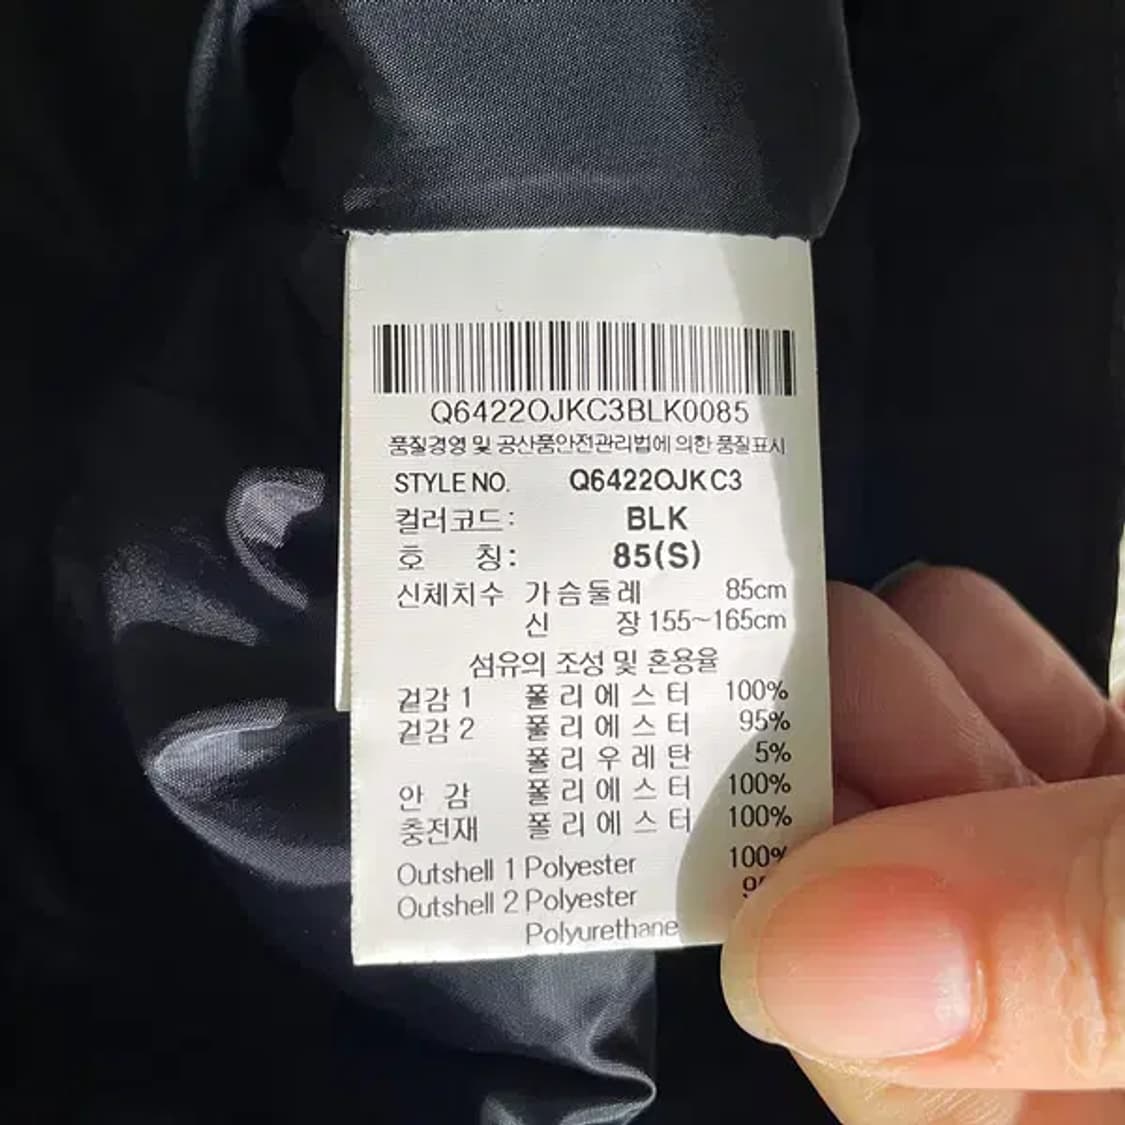 Q6422OJKC3BLK0085
품질경영 및 공산품안전관리법에 의한 품질표시
STYLE NO. Q6422OJKC3
컬러코드: BLK
호 칭: 85(S)
신체치수 가슴둘레 85cm
신 장 155~165cm
섬유의 조성 및 혼용율
겉감 1 폴리에스터 100%
겉감 2 폴리에스터 95%
폴리우레탄 5%
안 감 폴리에스터 100%
충전재 폴리에스터 100%
Outshell 1 Polyester 100%
Outshell 2 Polyester
Polyurethane